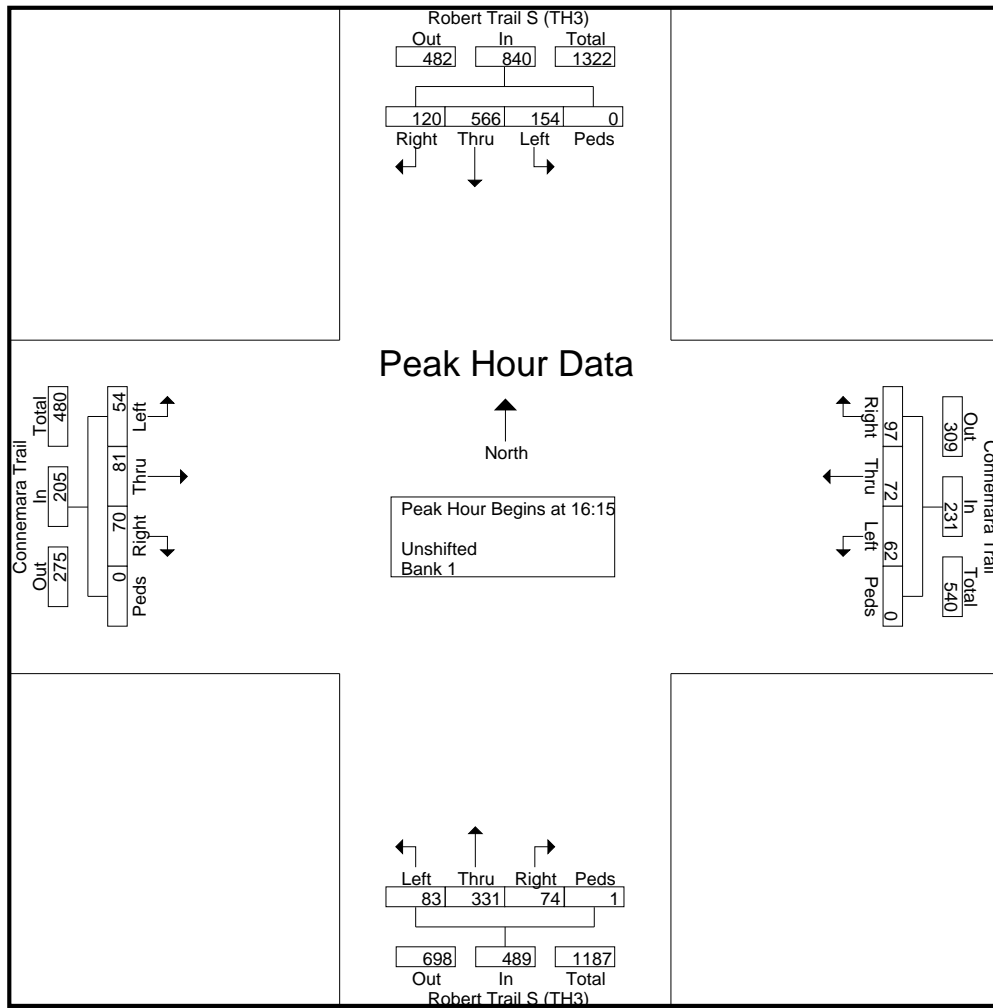 Robert Trail S (TH3)
Out In Total
482 840 1322
120 566 154 0
Right Thru Left Peds
Peak Hour Data
North
Peak Hour Begins at 16:15
Unshifted
Bank 1
Connemara Trail
Out In Total
275 205 480
0 70 81 54
Peds Right Thru Left
Connemara Trail
Out In Total
309 231 540
97 72 62 0
Right Thru Left Peds
Left Thru Right Peds
83 331 74 1
698 489 1187
Out In Total
Robert Trail S (TH3)